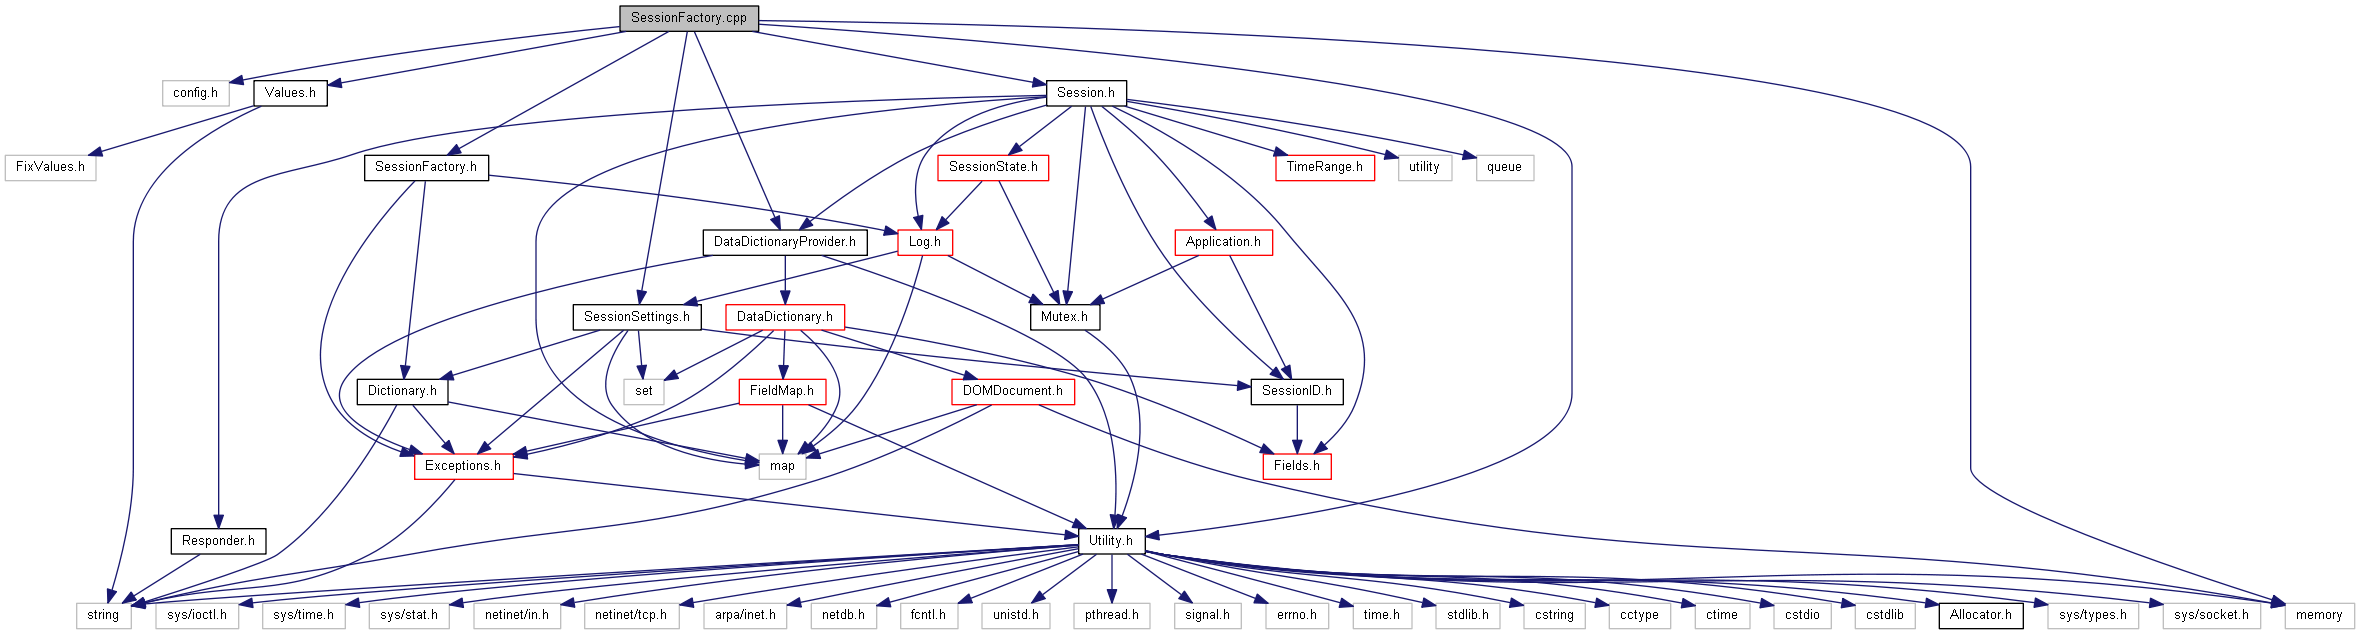 SessionFactory.cpp
config.h
Values.h
Session.h
FixValues.h
SessionFactory.h
SessionState.h
TimeRange.h
utility
queue
DataDictionaryProvider.h
Log.h
Application.h
SessionSettings.h
DataDictionary.h
Mutex.h
Dictionary.h
set
FieldMap.h
DOMDocument.h
SessionID.h
Exceptions.h
map
Fields.h
Responder.h
Utility.h
string
sys/ioctl.h
sys/time.h
sys/stat.h
netinet/in.h
netinet/tcp.h
arpa/inet.h
netdb.h
fcntl.h
unistd.h
pthread.h
signal.h
errno.h
time.h
stdlib.h
cstring
cctype
ctime
cstdio
cstdlib
Allocator.h
sys/types.h
sys/socket.h
memory